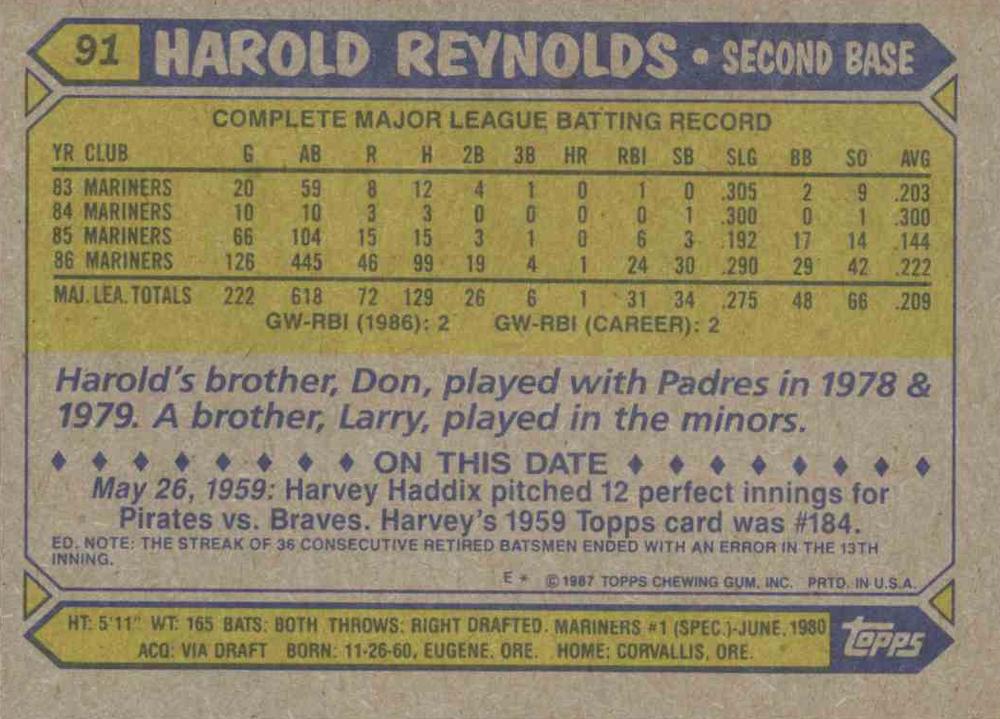 91 HAROLD REYNOLDS • SECOND BASE
COMPLETE MAJOR LEAGUE BATTING RECORD
YR CLUB G AB R H 2B 3B HR RBI SB SLG BB SO AVG
83 MARINERS 20 59 8 12 4 1 0 1 0 .305 2 9 .203
84 MARINERS 10 10 3 3 0 0 0 0 1 .300 0 1 .300
85 MARINERS 66 104 15 15 3 1 0 6 3 .192 17 14 .144
86 MARINERS 126 445 46 99 19 4 1 24 30 .290 29 42 .222
MAJ. LEA. TOTALS 222 618 72 129 26 6 1 31 34 .275 48 66 .209
GW-RBI (1986): 2 GW-RBI (CAREER): 2
Harold's brother, Don, played with Padres in 1978 &
1979. A brother, Larry, played in the minors.
ON THIS DATE
May 26, 1959: Harvey Haddix pitched 12 perfect innings for
Pirates vs. Braves. Harvey's 1959 Topps card was #184.
ED. NOTE: THE STREAK OF 36 CONSECUTIVE RETIRED BATSMEN ENDED WITH AN ERROR IN THE 13TH
INNING.
E * © 1987 TOPPS CHEWING GUM, INC. PRTD. IN U.S.A.
HT: 5'11" WT: 165 BATS: BOTH THROWS: RIGHT DRAFTED: MARINERS #1 (SPEC.)-JUNE, 1980
ACQ: VIA DRAFT BORN: 11-26-60, EUGENE, ORE. HOME: CORVALLIS, ORE.
topps